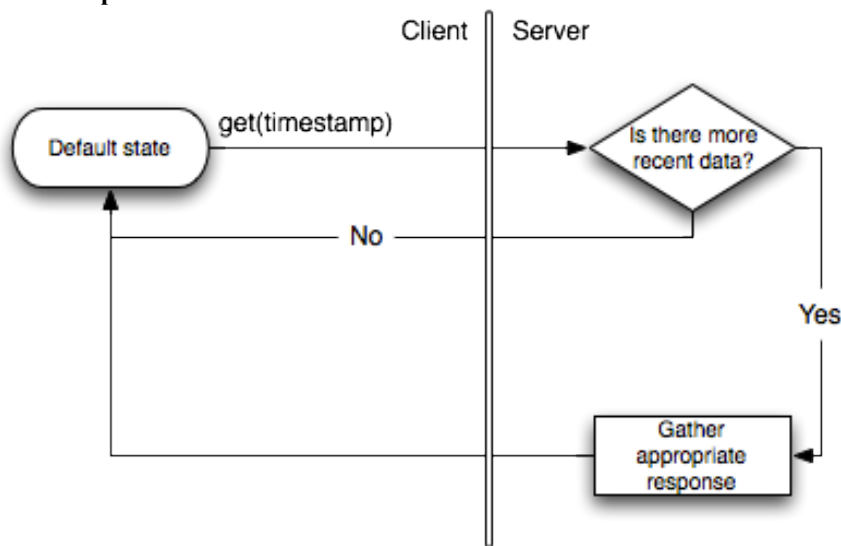 Client
Server
get(timestamp)
Default state
Is there more
recent data?
No
Yes
Gather
appropriate
response